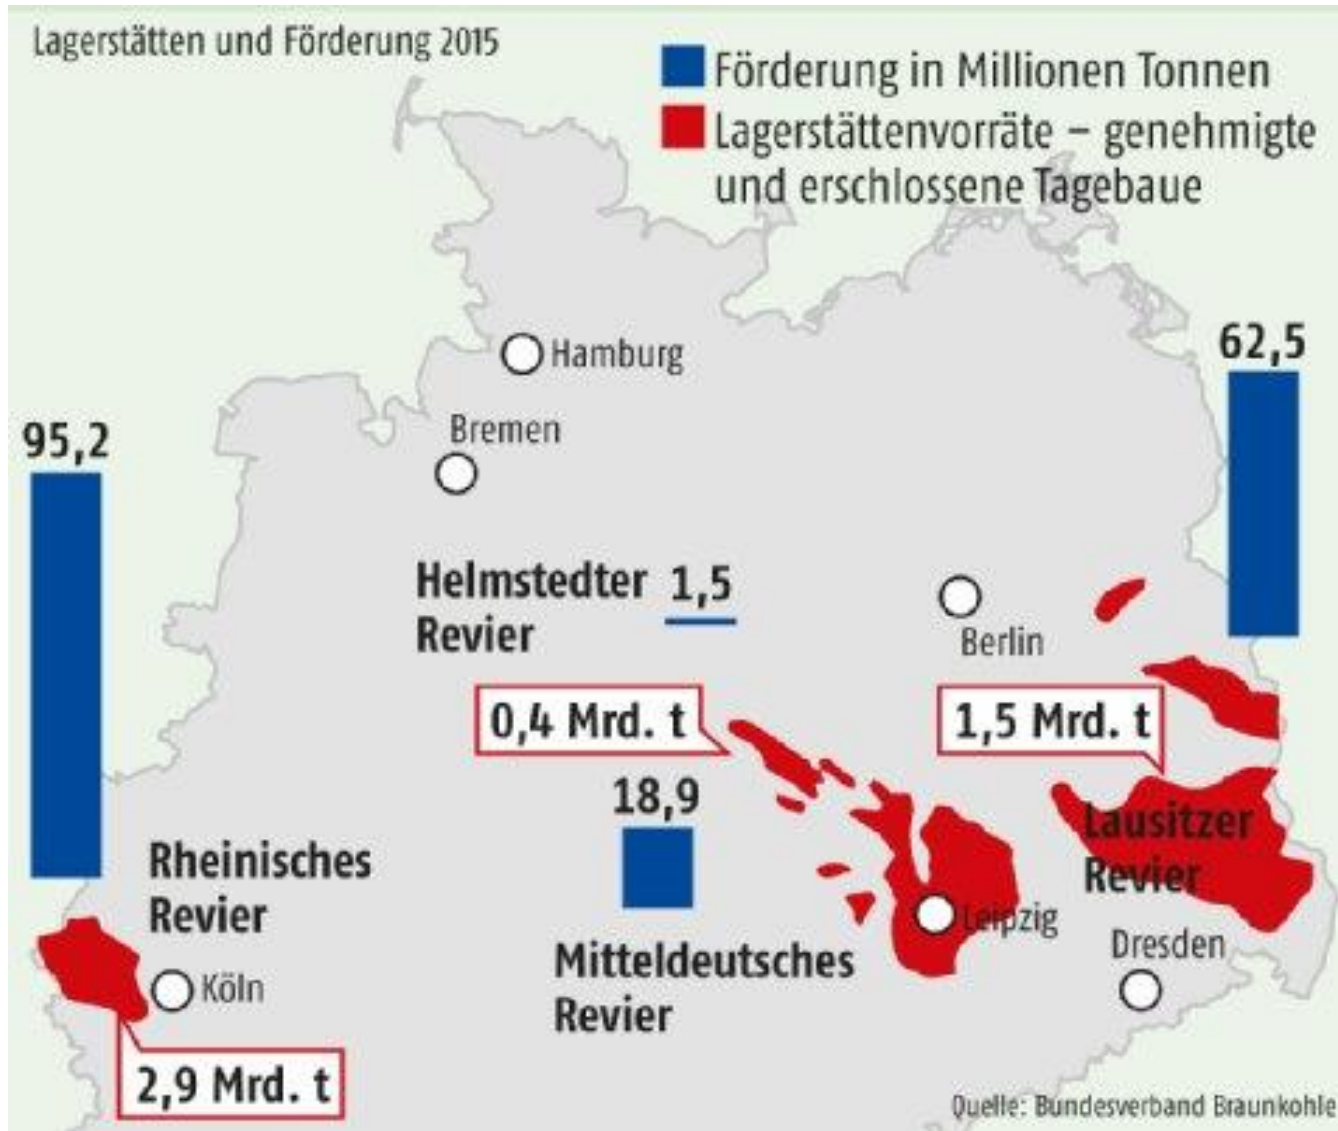 Lagerstätten und Förderung 2015
Förderung in Millionen Tonnen
Lagerstättenvorräte – genehmigte
und erschlossene Tagebaue
62,5
Hamburg
95,2
Bremen
Helmstedter
Revier
1,5
Berlin
0,4 Mrd. t
1,5 Mrd. t
18,9
Lausitzer
Revier
Rheinisches
Revier
Leipzig
Dresden
Mitteldeutsches
Revier
Köln
2,9 Mrd. t
Quelle: Bundesverband Braunkohle